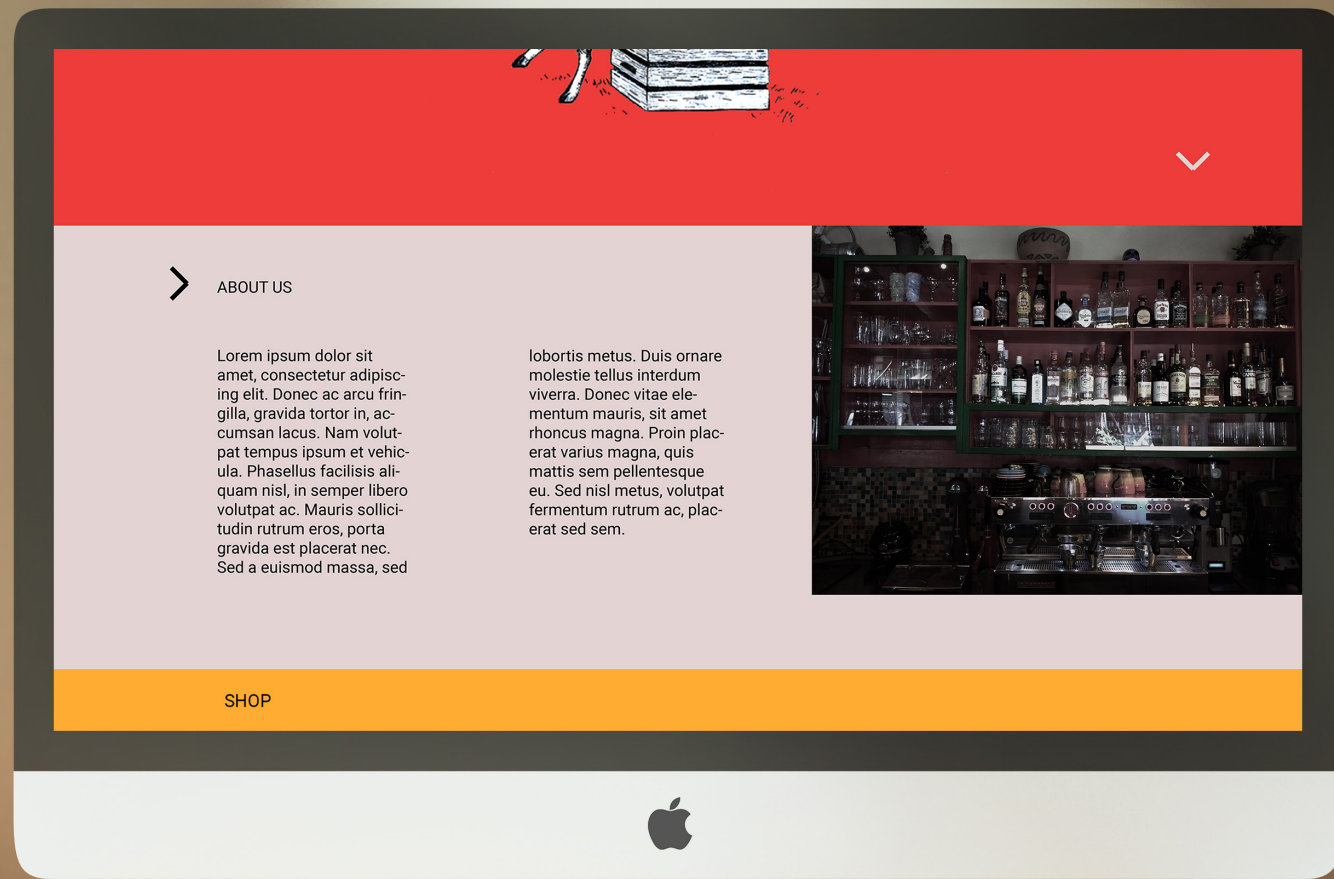 ABOUT US
Lorem ipsum dolor sit
amet, consectetur adipisc-
ing elit. Donec ac arcu frin-
gilla, gravida tortor in, ac-
cumsan lacus. Nam volut-
pat tempus ipsum et vehic-
ula. Phasellus facilisis ali-
quam nisl, in semper libero
volutpat ac. Mauris sollici-
tudin rutrum eros, porta
gravida est placerat nec.
Sed a euismod massa, sed
lobortis metus. Duis ornare
molestie tellus interdum
viverra. Donec vitae ele-
mentum mauris, sit amet
rhoncus magna. Proin plac-
erat varius magna, quis
mattis sem pellentesque
eu. Sed nisl metus, volutpat
fermentum rutrum ac, plac-
erat sed sem.
SHOP